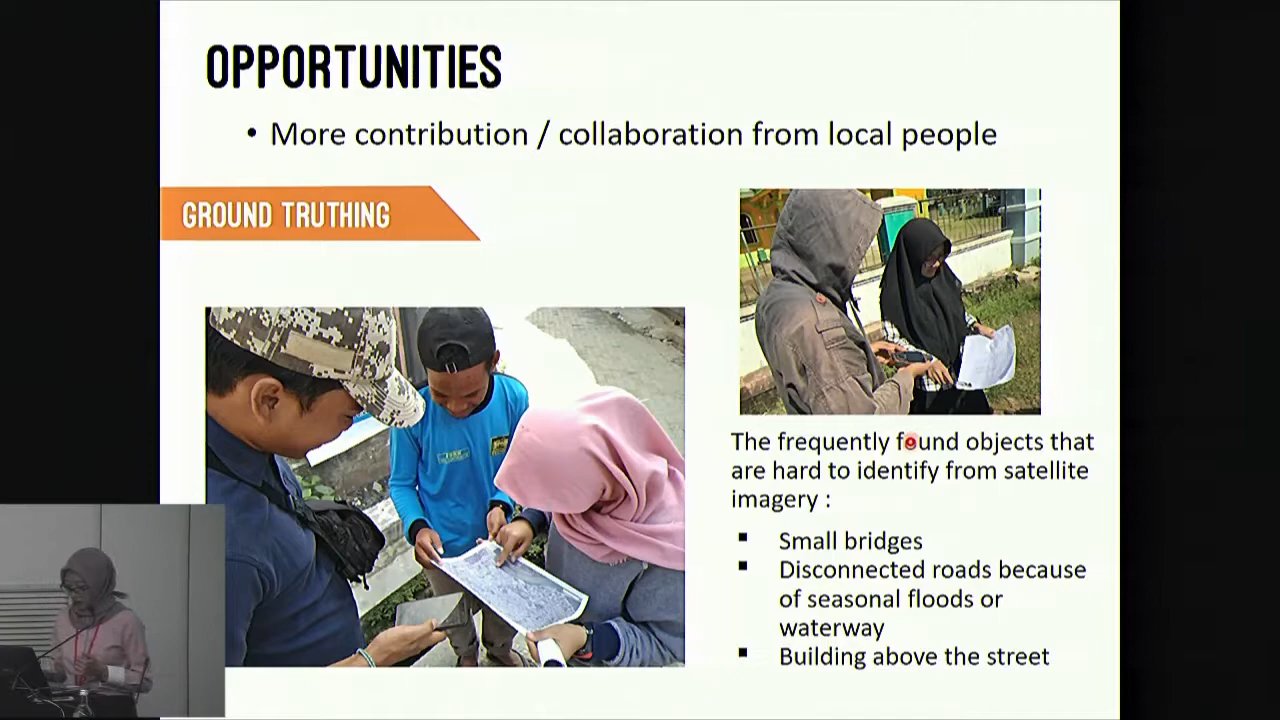 OPPORTUNITIES
• More contribution / collaboration from local people
GROUND TRUTHING
The frequently found objects that
are hard to identify from satellite
imagery :
▪ Small bridges
▪ Disconnected roads because
of seasonal floods or
waterway
▪ Building above the street